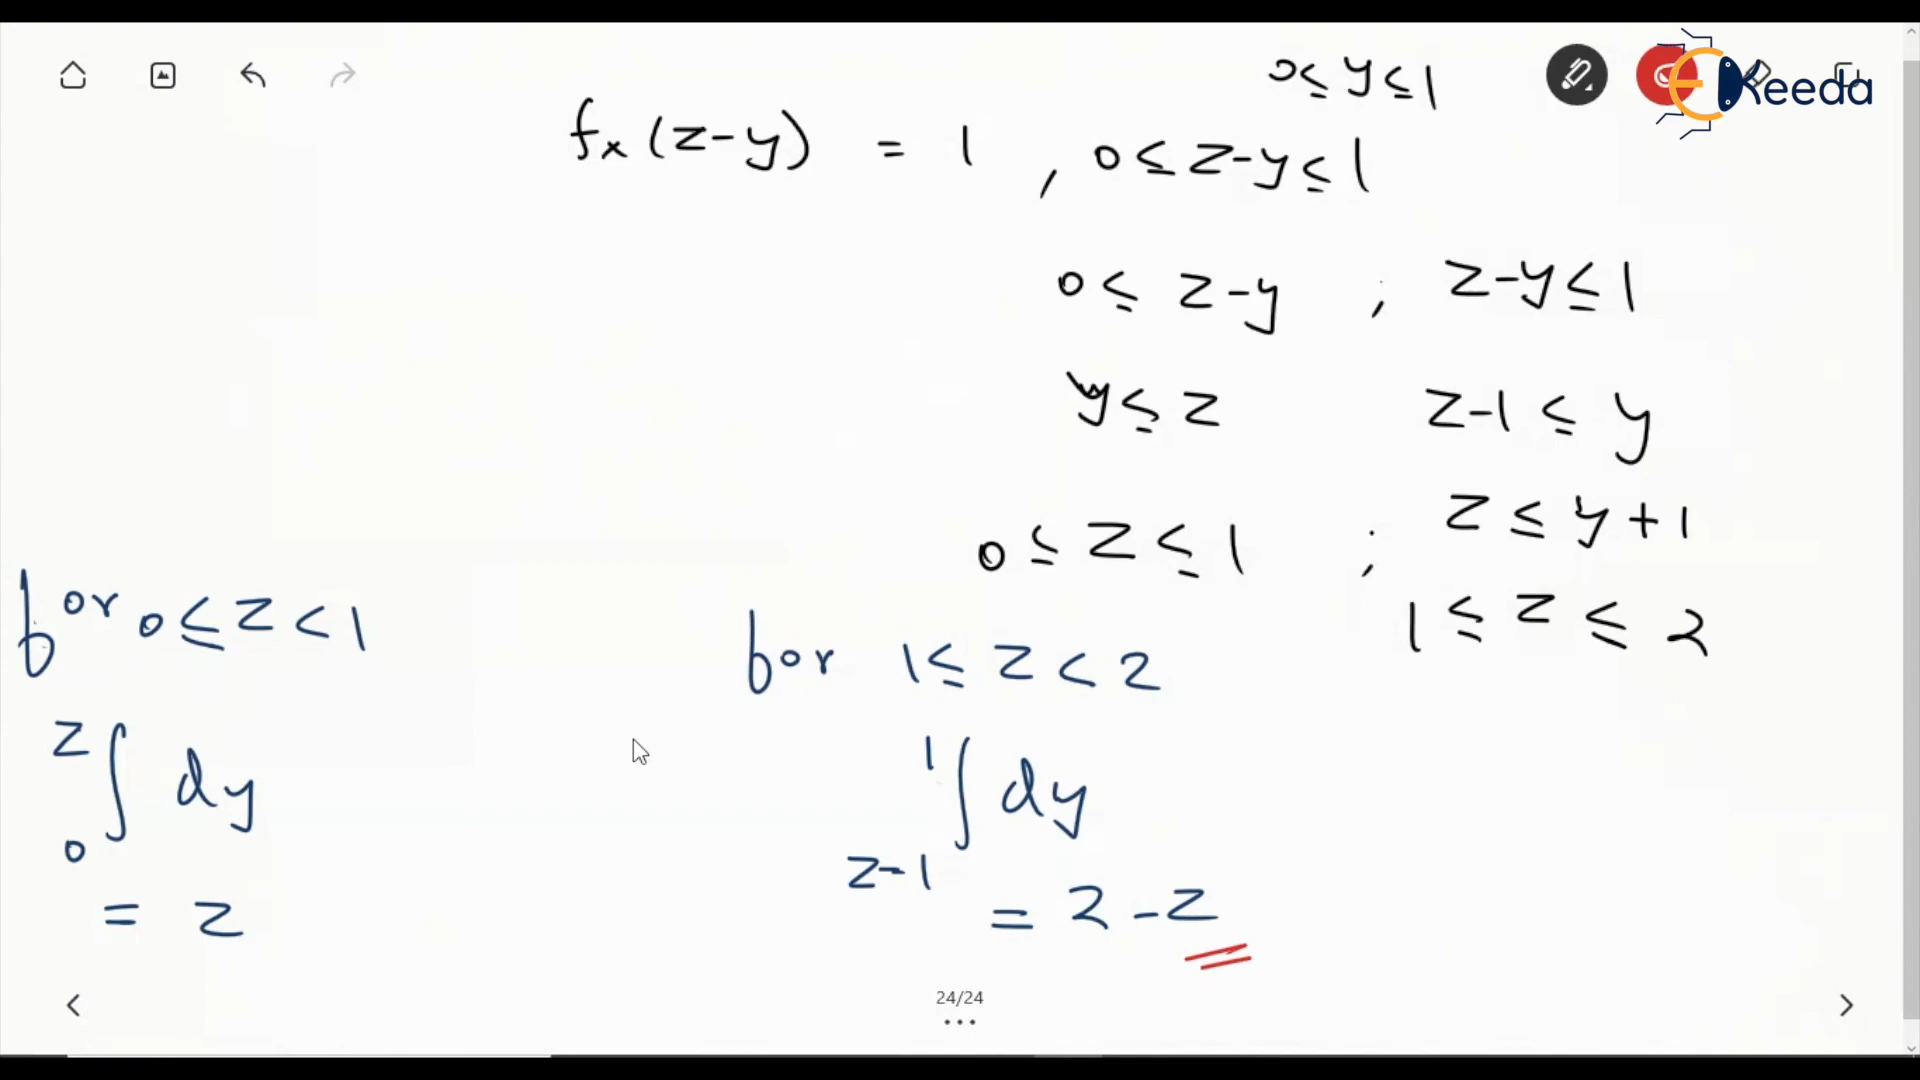 0 ≤ y ≤ 1
Keeda
fx (z-y) = 1 , 0 ≤ z-y ≤ 1
0 ≤ z-y ; z-y ≤ 1
y ≤ z z-1 ≤ y
z ≤ y+1
0 ≤ z ≤ 1 ;
1 ≤ z ≤ 2
for 0 ≤ z < 1
for 1 ≤ z < 2
z ∫ dy 0
1 ∫ dy z-1
= z
= 2-z
24/24